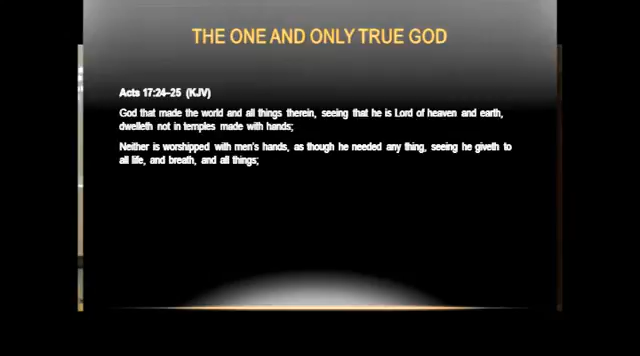 THE ONE AND ONLY TRUE GOD
Acts 17:24–25 (KJV)
God that made the world and all things therein, seeing that he is Lord of heaven and earth,
dwelleth not in temples made with hands;
Neither is worshipped with men's hands, as though he needed any thing, seeing he giveth to
all life, and breath, and all things;